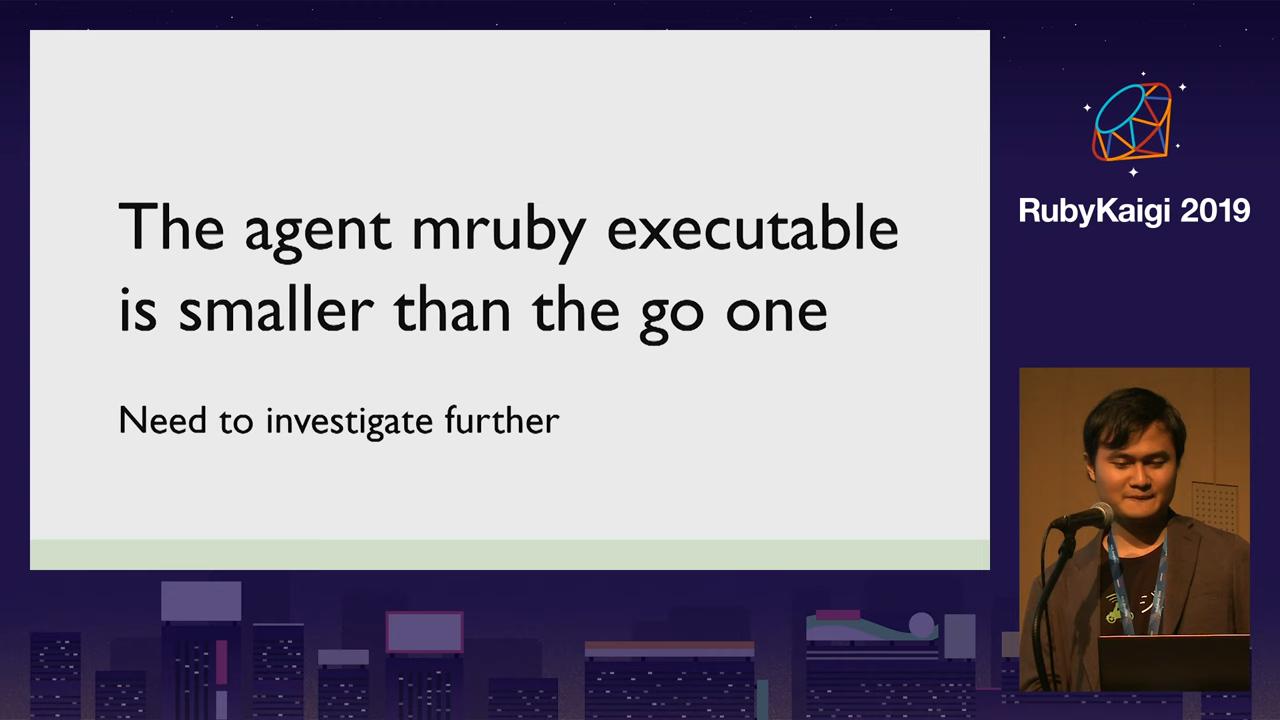 The agent mruby executable
is smaller than the go one
Need to investigate further
RubyKaigi 2019